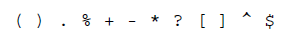 ( ) . % + - * ? [ ] ^ $